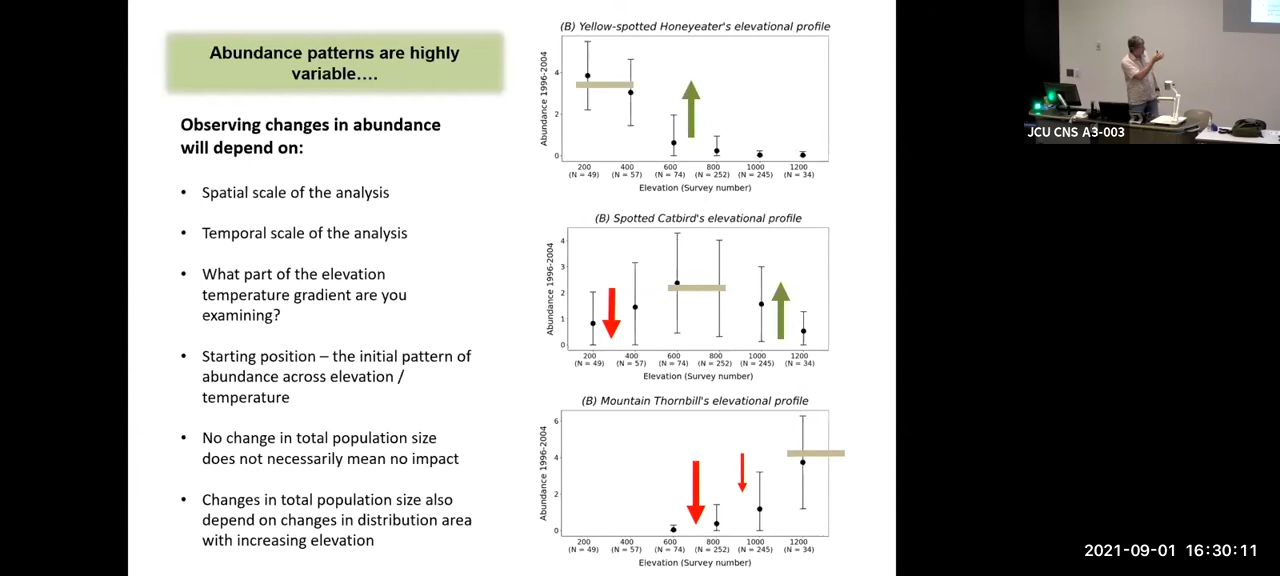 Abundance patterns are highly
variable....
Observing changes in abundance
will depend on:
• Spatial scale of the analysis
• Temporal scale of the analysis
• What part of the elevation
temperature gradient are you
examining?
• Starting position – the initial pattern of
abundance across elevation /
temperature
• No change in total population size
does not necessarily mean no impact
• Changes in total population size also
depend on changes in distribution area
with increasing elevation
(B) Yellow-spotted Honeyeater's elevational profile
Abundance 1996-2004
4
2
0
200 400 600 800 1000 1200
(N = 49) (N = 57) (N = 74) (N = 252) (N = 245) (N = 34)
Elevation (Survey number)
(B) Spotted Catbird's elevational profile
Abundance 1996-2004
4
3
2
1
0
200 400 600 800 1000 1200
(N = 49) (N = 57) (N = 74) (N = 252) (N = 245) (N = 34)
Elevation (Survey number)
(B) Mountain Thornbill's elevational profile
Abundance 1996-2004
6
4
2
0
200 400 600 800 1000 1200
(N = 49) (N = 57) (N = 74) (N = 252) (N = 245) (N = 34)
Elevation (Survey number)
JCU CNS A3-003
2021-09-01 16:30:11